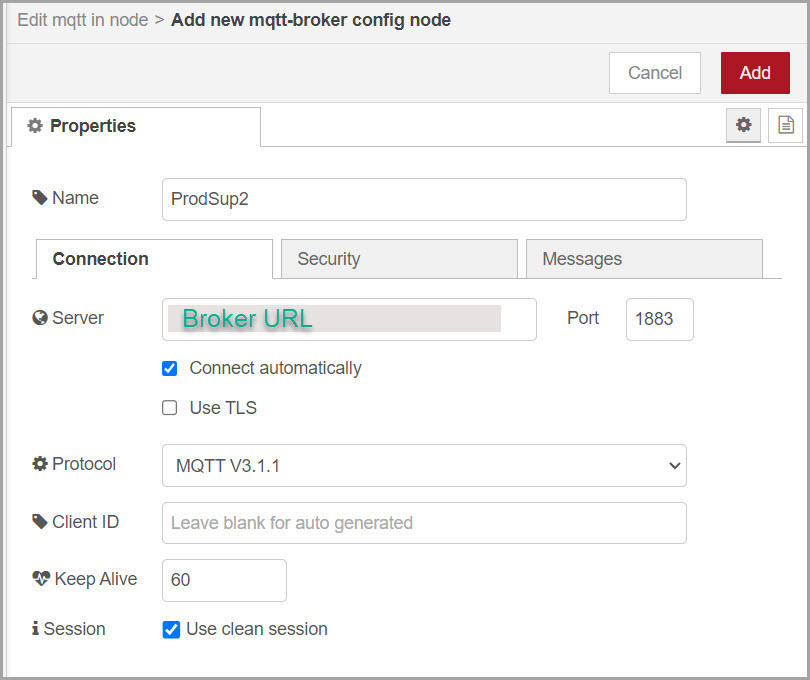 Edit mqtt in node > Add new mqtt-broker config node
Cancel Add
Properties
Name ProdSup2
Connection Security Messages
Server Broker URL Port 1883
Connect automatically
Use TLS
Protocol MQTT V3.1.1
Client ID Leave blank for auto generated
Keep Alive 60
Session Use clean session